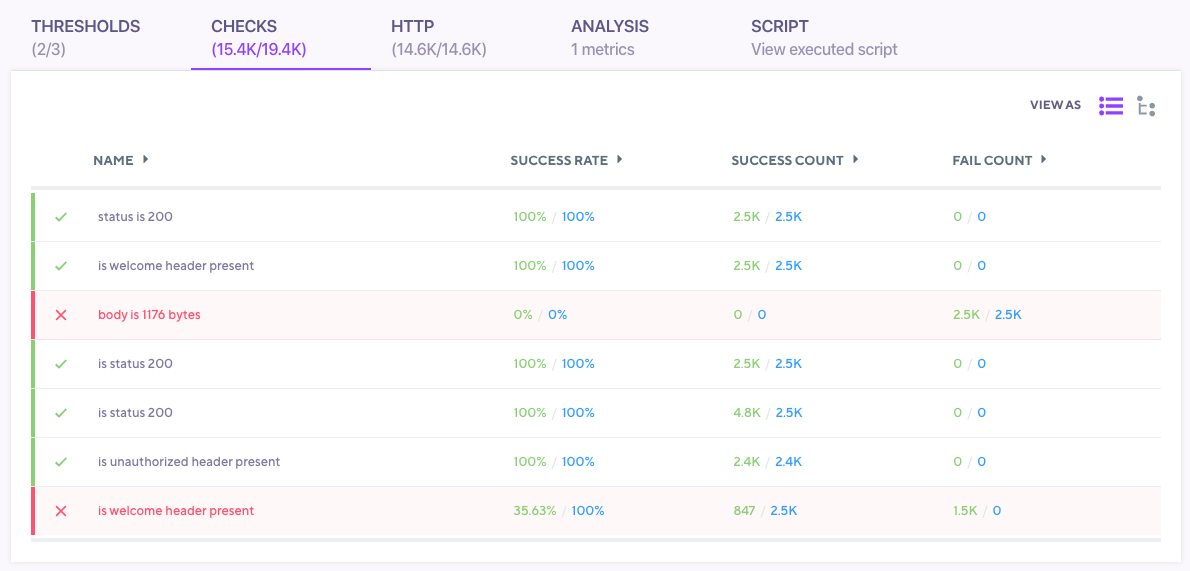 THRESHOLDS CHECKS HTTP ANALYSIS SCRIPT
(2/3) (15.4K/19.4K) (14.6K/14.6K) 1 metrics View executed script
VIEW AS
NAME SUCCESS RATE SUCCESS COUNT FAIL COUNT
status is 200 100% / 100% 2.5K / 2.5K 0 / 0
is welcome header present 100% / 100% 2.5K / 2.5K 0 / 0
body is 1176 bytes 0% / 0% 0 / 0 2.5K / 2.5K
is status 200 100% / 100% 2.5K / 2.5K 0 / 0
is status 200 100% / 100% 4.8K / 2.5K 0 / 0
is unauthorized header present 100% / 100% 2.4K / 2.4K 0 / 0
is welcome header present 35.63% / 100% 847 / 2.5K 1.5K / 0